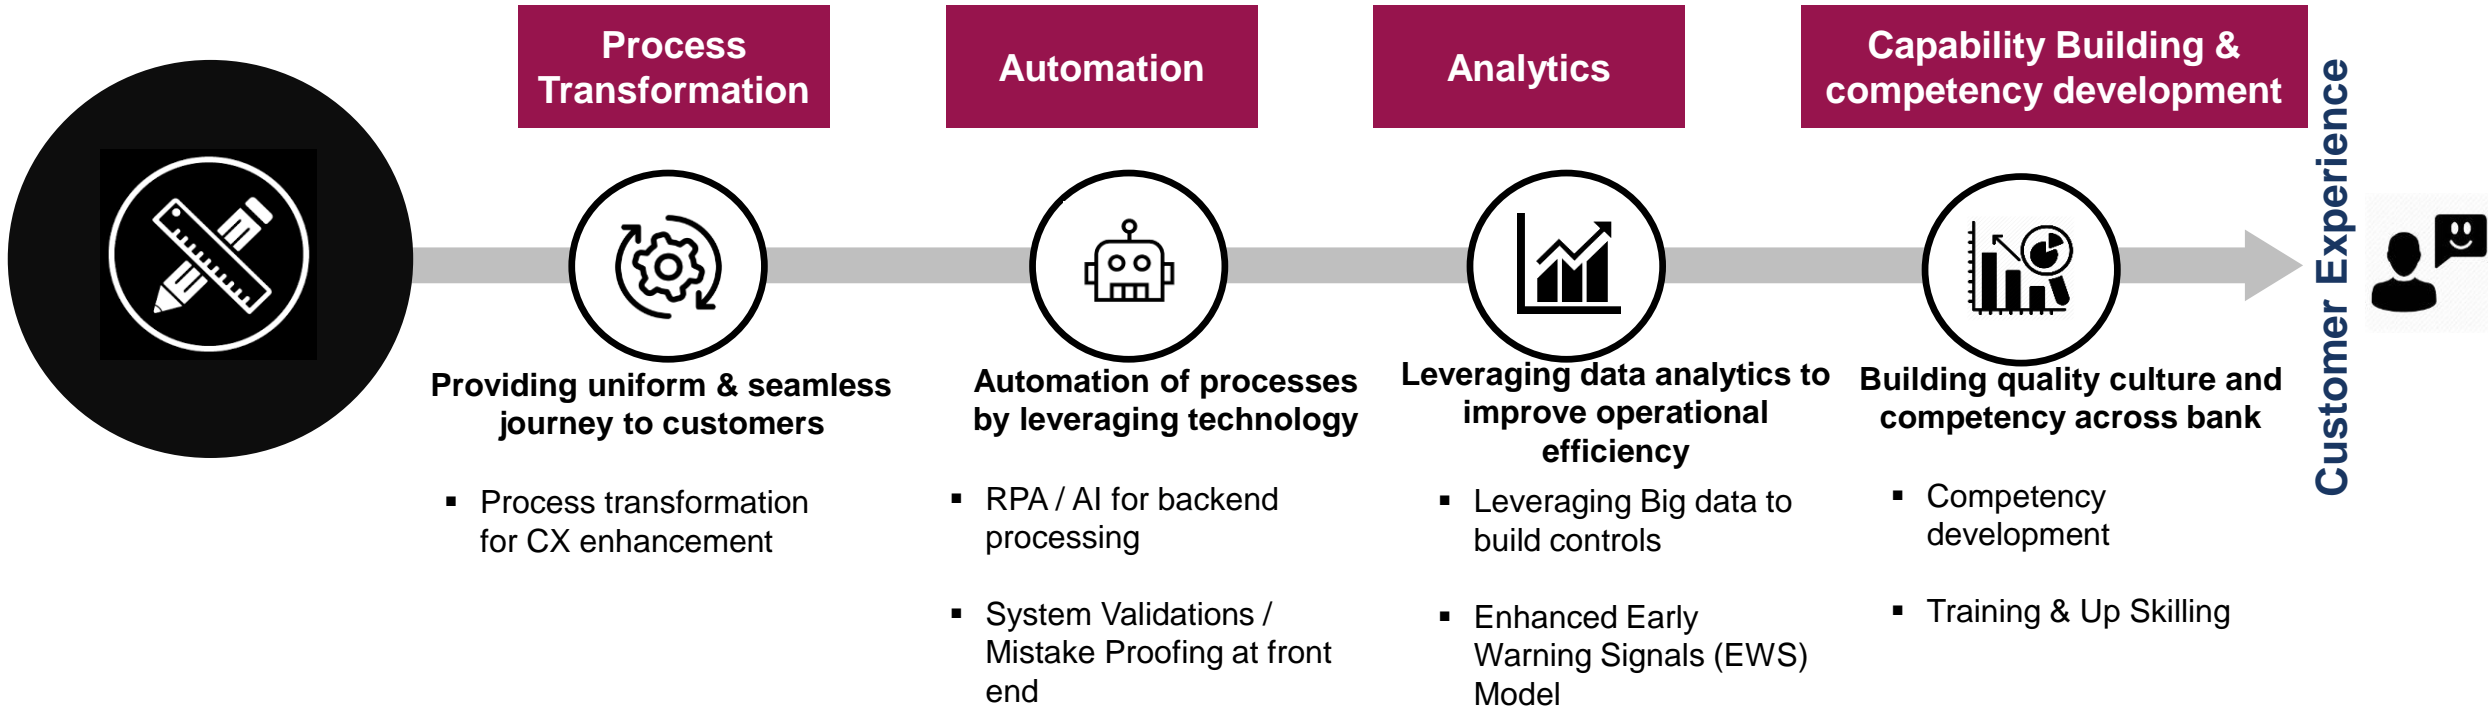 Process
Transformation
Automation
Analytics
Capability Building &
competency development
Customer Experience
Providing uniform & seamless
journey to customers
▪ Process transformation
for CX enhancement
Automation of processes
by leveraging technology
▪ RPA / AI for backend
processing
▪ System Validations /
Mistake Proofing at front
end
Leveraging data analytics to
improve operational
efficiency
▪ Leveraging Big data to
build controls
▪ Enhanced Early
Warning Signals (EWS)
Model
Building quality culture and
competency across bank
▪ Competency
development
▪ Training & Up Skilling